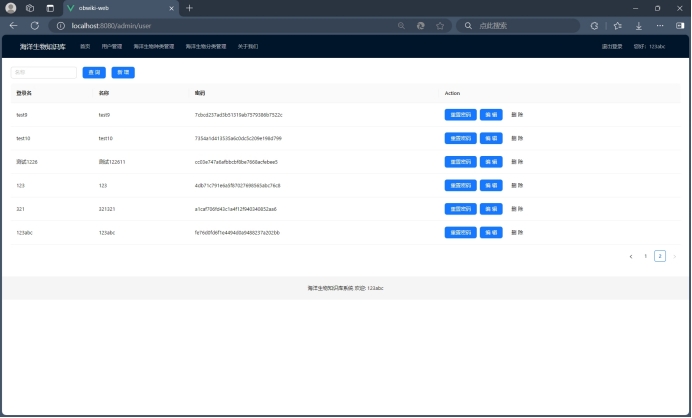 obwiki-web
localhost:8080/admin/user
点此搜索
海洋生物知识库 首页 用户管理 海洋生物种类管理 海洋生物分类管理 关于我们 退出登录 您好：123abc
名称 查询 新增
登录名 名称 密码 Action
test9 test9 重置密码 编辑 删除
test10 test10 重置密码 编辑 删除
测试1226 测试122611 重置密码 编辑 删除
123 123 重置密码 编辑 删除
321 321321 重置密码 编辑 删除
123abc 123abc 重置密码 编辑 删除
1 2
海洋生物知识库系统 欢迎: 123abc